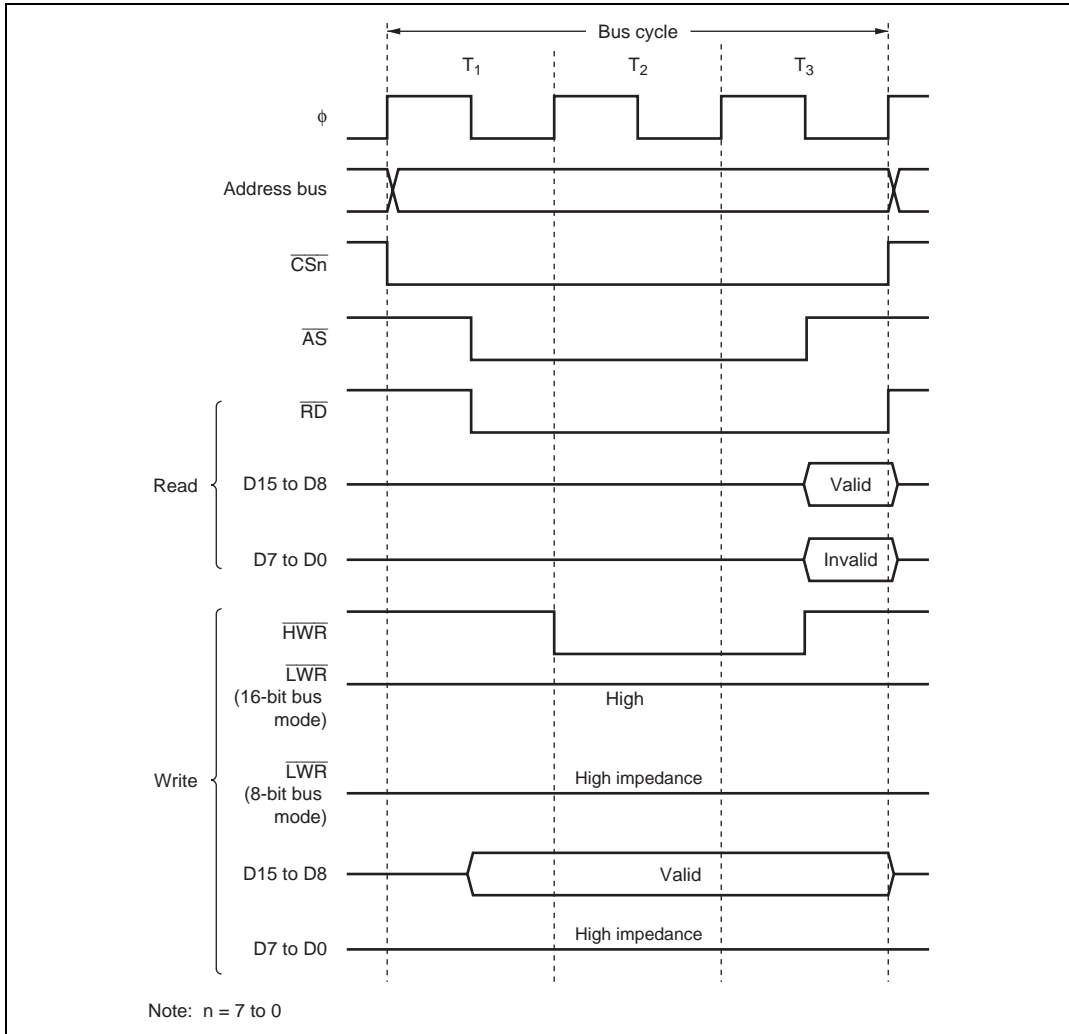 Bus cycle
T1 T2 T3
ϕ
Address bus
CSn
AS
RD
Read
D15 to D8
Valid
D7 to D0
Invalid
HWR
LWR
(16-bit bus
mode)
High
Write
LWR
(8-bit bus
mode)
High impedance
D15 to D8
Valid
D7 to D0
High impedance
Note: n = 7 to 0